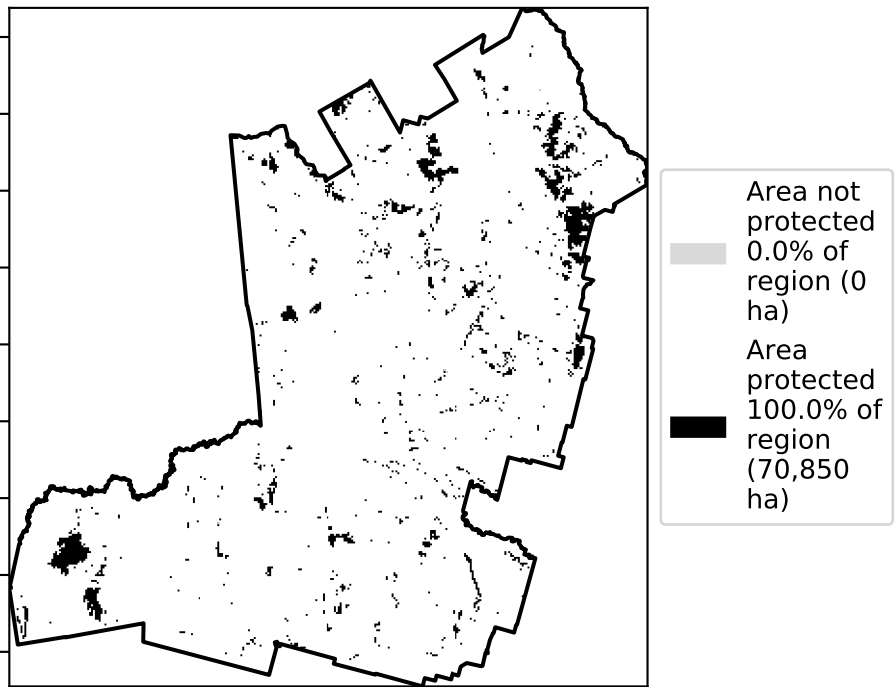 Area not
protected
0.0% of
region (0
ha)
Area
protected
100.0% of
region
(70,850
ha)